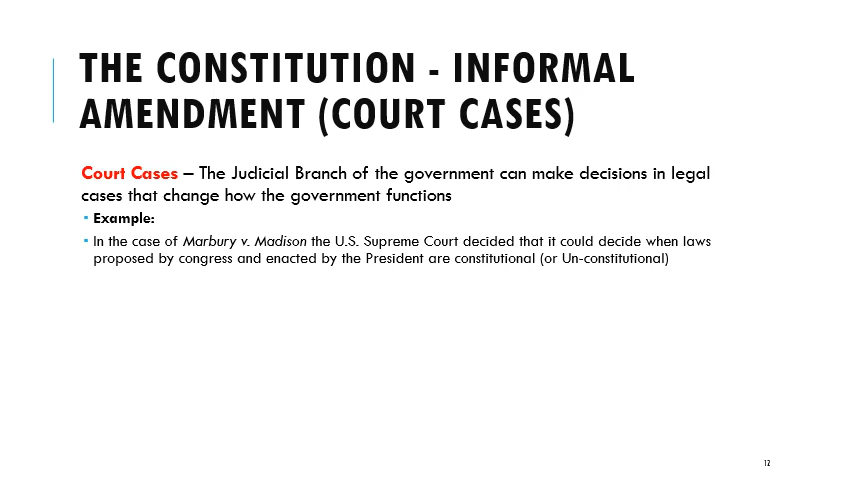 THE CONSTITUTION - INFORMAL
AMENDMENT (COURT CASES)
Court Cases – The Judicial Branch of the government can make decisions in legal
cases that change how the government functions
▪ Example:
▪ In the case of Marbury v. Madison the U.S. Supreme Court decided that it could decide when laws
proposed by congress and enacted by the President are constitutional (or Un-constitutional)
12